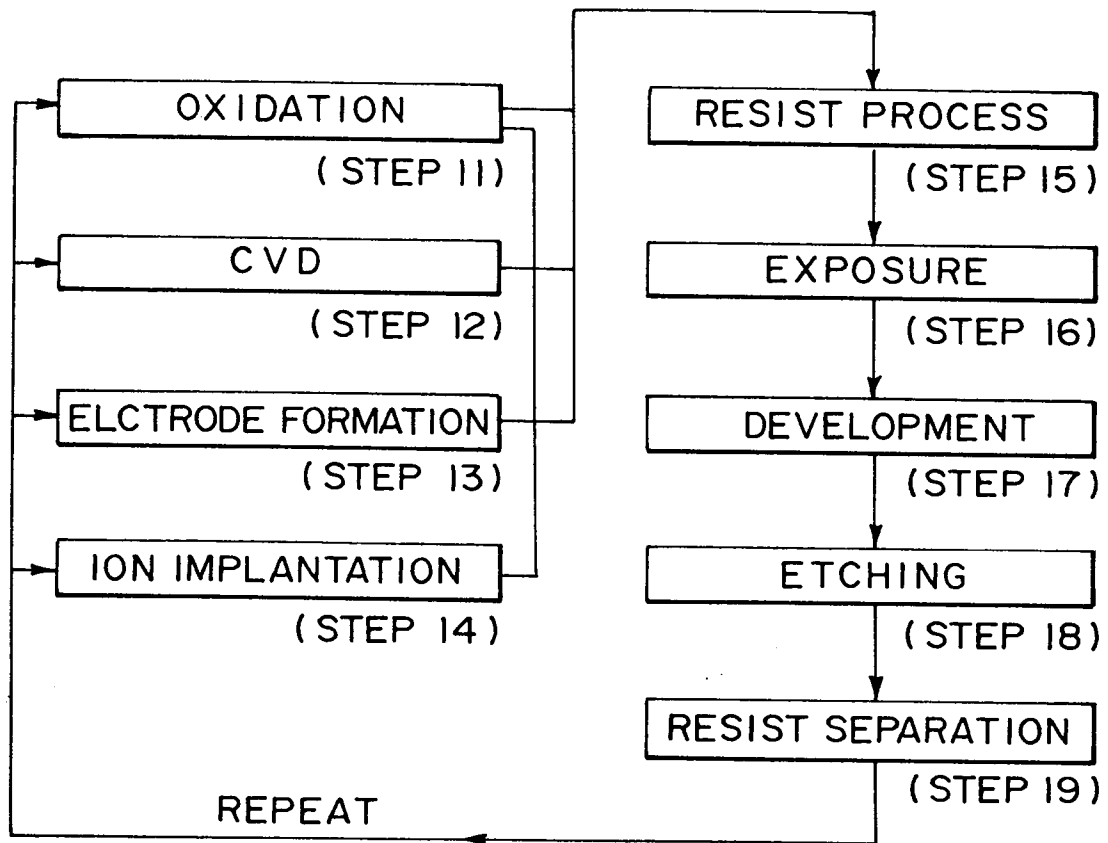 OXIDATION
(STEP 11)
CVD
(STEP 12)
ELCTRODE FORMATION
(STEP 13)
ION IMPLANTATION
(STEP 14)
RESIST PROCESS
(STEP 15)
EXPOSURE
(STEP 16)
DEVELOPMENT
(STEP 17)
ETCHING
(STEP 18)
RESIST SEPARATION
(STEP 19)
REPEAT